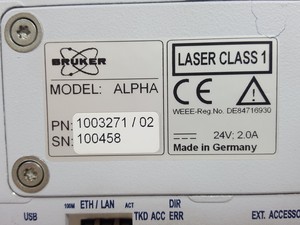 BRUKER
MODEL: ALPHA
PN: 1003271 / 02
SN: 100458
LASER CLASS 1
CE
WEEE-Reg. No. DE84716930
24V; 2.0A
Made in Germany
100M ETH / LAN ACT DIR
USB TKD ACC ERR EXT. ACCESSO